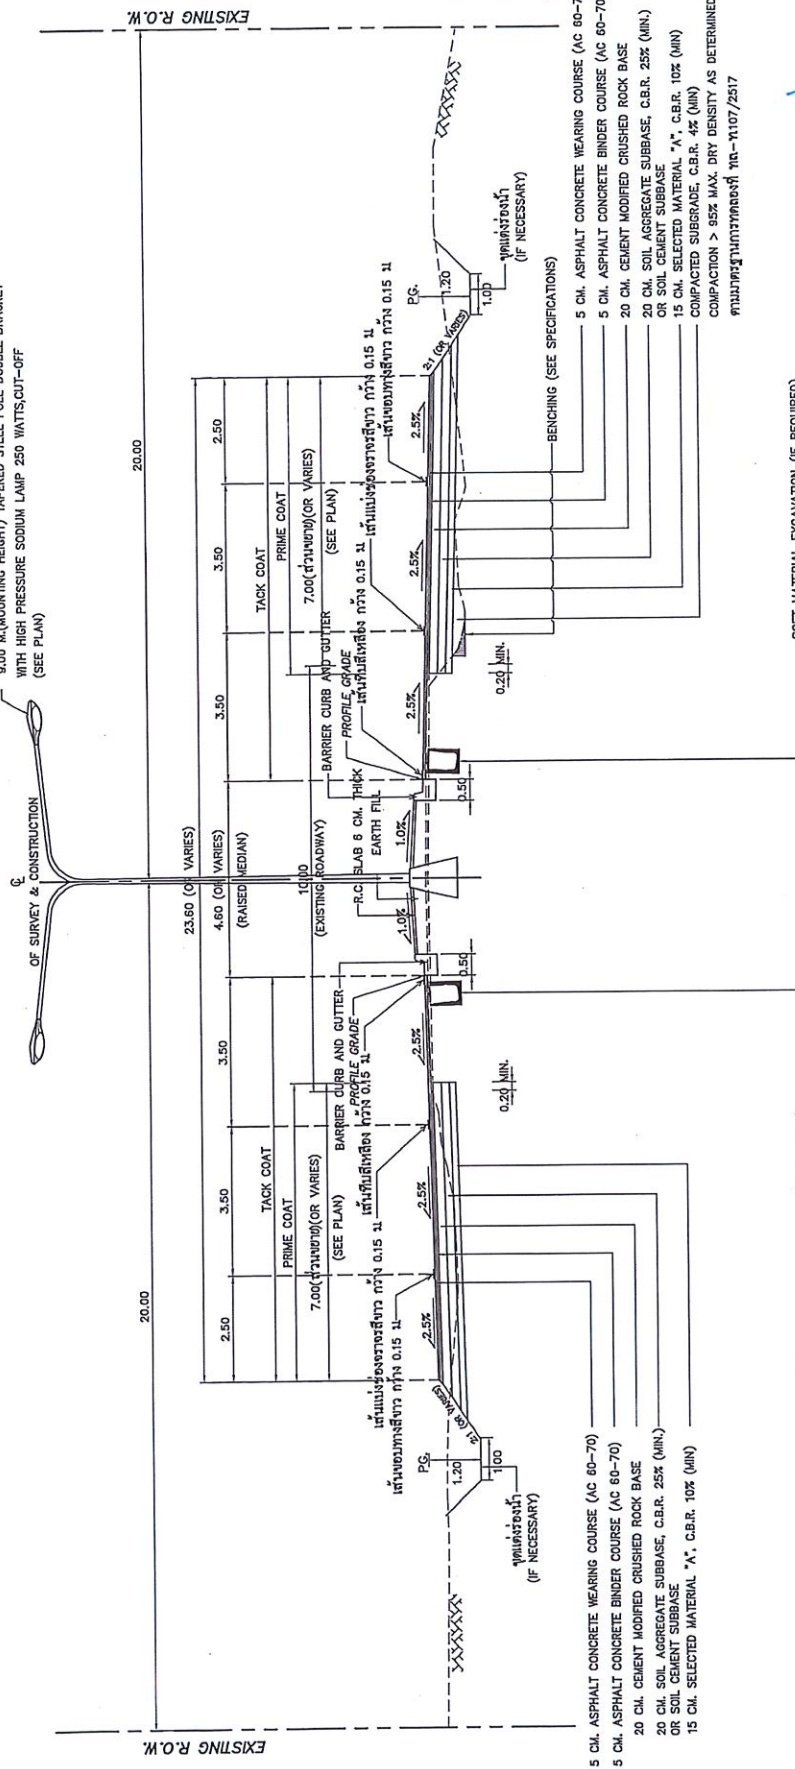 9.00 M.(MOUNTING HEIGHT) TAPERED STEEL POLE DOUBLE BRACKET
WITH HIGH PRESSURE SODIUM LAMP 250 WATTS,CUT-OFF
(SEE PLAN)
℄
OF SURVEY & CONSTRUCTION
EXISTING R.O.W.
EXISTING R.O.W.
20.00
20.00
23.60 (OR VARIES)
2.50
3.50
3.50
4.60 (OR VARIES)
3.50
3.50
2.50
(RAISED MEDIAN)
TACK COAT
TACK COAT
PRIME COAT
PRIME COAT
10.00
(EXISTING ROADWAY)
7.00(ส่วนขยาย)(OR VARIES)
(SEE PLAN)
7.00(ส่วนขยาย)(OR VARIES)
(SEE PLAN)
BARRIER CURB AND GUTTER
PROFILE GRADE
เส้นทึบสีเหลือง กว้าง 0.15 ม
BARRIER CURB AND GUTTER
PROFILE GRADE
เส้นทึบสีเหลือง กว้าง 0.15 ม
R.C. SLAB 6 CM. THICK
EARTH FILL
เส้นแบ่งช่องจราจรสีขาว กว้าง 0.15 ม
เส้นขอบทางสีขาว กว้าง 0.15 ม
เส้นแบ่งช่องจราจรสีขาว กว้าง 0.15 ม
เส้นขอบทางสีขาว กว้าง 0.15 ม
2.5%
2.5%
2.5%
1.0%
1.0%
2.5%
2.5%
2.5%
2:1 (OR VARIES)
2:1 (OR VARIES)
PG.
1.20
1.00
PG.
1.20
1.00
0.50
0.50
0.20 MIN.
0.20 MIN.
ขุดแต่งร่องน้ำ
(IF NECESSARY)
ขุดแต่งร่องน้ำ
(IF NECESSARY)
BENCHING (SEE SPECIFICATIONS)
5 CM. ASPHALT CONCRETE WEARING COURSE (AC 60-70)
5 CM. ASPHALT CONCRETE BINDER COURSE (AC 60-70)
20 CM. CEMENT MODIFIED CRUSHED ROCK BASE
20 CM. SOIL AGGREGATE SUBBASE, C.B.R. 25% (MIN.)
OR SOIL CEMENT SUBBASE
15 CM. SELECTED MATERIAL "A", C.B.R. 10% (MIN)
5 CM. ASPHALT CONCRETE WEARING COURSE (AC 60-7
5 CM. ASPHALT CONCRETE BINDER COURSE (AC 60-70
20 CM. CEMENT MODIFIED CRUSHED ROCK BASE
20 CM. SOIL AGGREGATE SUBBASE, C.B.R. 25% (MIN.)
OR SOIL CEMENT SUBBASE
15 CM. SELECTED MATERIAL "A", C.B.R. 10% (MIN)
COMPACTED SUBGRADE, C.B.R. 4% (MIN)
COMPACTION > 95% MAX. DRY DENSITY AS DETERMINED
ตามมาตรฐานการทดลองที่ ทล.-ท107/2517
SOFT MATERIAL EXCAVATION (IF REQUIRED)